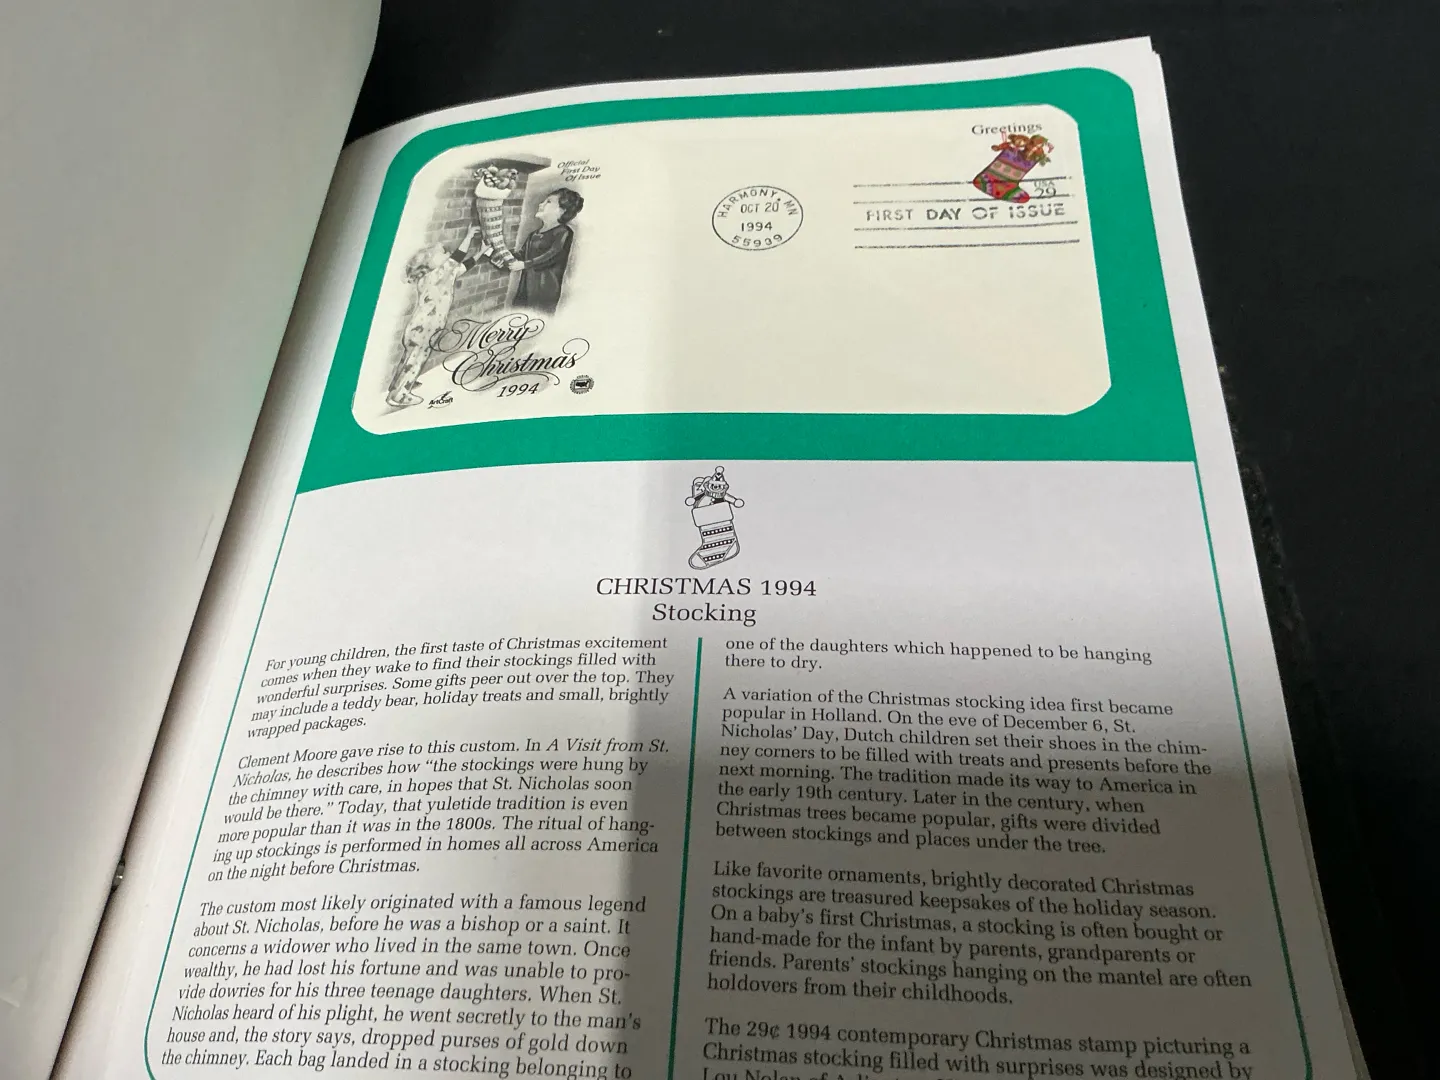 Greetings
USA
29
Official
First Day
Of Issue
HARMONY, MN
OCT 20
1994
55939
FIRST DAY OF ISSUE
Merry
Christmas
1994
ArtCraft
CHRISTMAS 1994
Stocking
For young children, the first taste of Christmas excitement
comes when they wake to find their stockings filled with
wonderful surprises. Some gifts peer out over the top. They
may include a teddy bear, holiday treats and small, brightly
wrapped packages.
Clement Moore gave rise to this custom. In A Visit from St.
Nicholas, he describes how “the stockings were hung by
the chimney with care, in hopes that St. Nicholas soon
would be there.” Today, that yuletide tradition is even
more popular than it was in the 1800s. The ritual of hang-
ing up stockings is performed in homes all across America
on the night before Christmas.
The custom most likely originated with a famous legend
about St. Nicholas, before he was a bishop or a saint. It
concerns a widower who lived in the same town. Once
wealthy, he had lost his fortune and was unable to pro-
vide dowries for his three teenage daughters. When St.
Nicholas heard of his plight, he went secretly to the man's
house and, the story says, dropped purses of gold down
the chimney. Each bag landed in a stocking belonging to
one of the daughters which happened to be hanging
there to dry.
A variation of the Christmas stocking idea first became
popular in Holland. On the eve of December 6, St.
Nicholas' Day, Dutch children set their shoes in the chim-
ney corners to be filled with treats and presents before the
next morning. The tradition made its way to America in
the early 19th century. Later in the century, when
Christmas trees became popular, gifts were divided
between stockings and places under the tree.
Like favorite ornaments, brightly decorated Christmas
stockings are treasured keepsakes of the holiday season.
On a baby's first Christmas, a stocking is often bought or
hand-made for the infant by parents, grandparents or
friends. Parents' stockings hanging on the mantel are often
holdovers from their childhoods.
The 29¢ 1994 contemporary Christmas stamp picturing a
Christmas stocking filled with surprises was designed by
Lou Nolan of